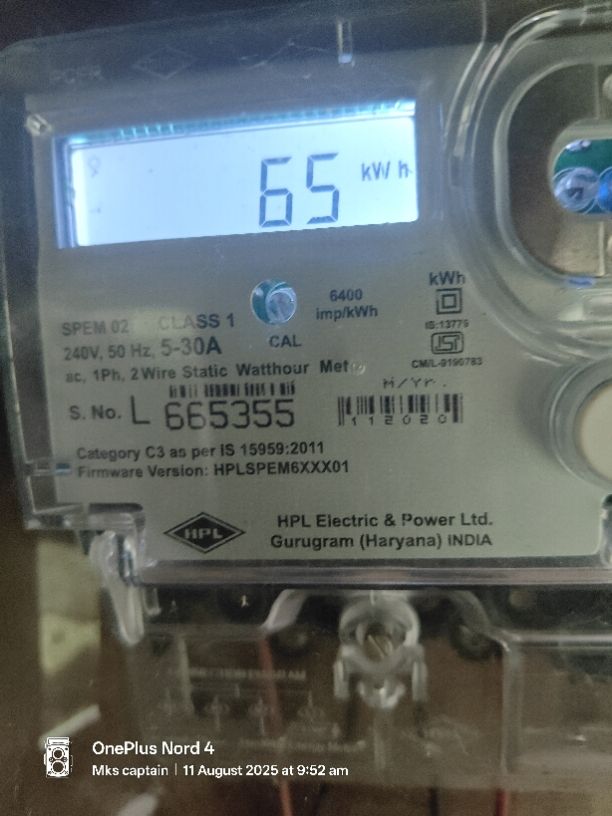 65 kWh
6400
imp/kWh
kWh
IS:13779
ISI
CM/L-9190783
SPEM 02 CLASS 1
CAL
240V, 50 Hz, 5-30A
ac, 1Ph, 2 Wire Static Watthour
M/Yr.
S. No. L 665355
112020
Category C3 as per IS 15959:2011
Firmware Version: HPLSPEM6XXX01
HPL
HPL Electric & Power Ltd.
Gurugram (Haryana) INDIA
OnePlus Nord 4
Mks captain | 11 August 2025 at 9:52 am